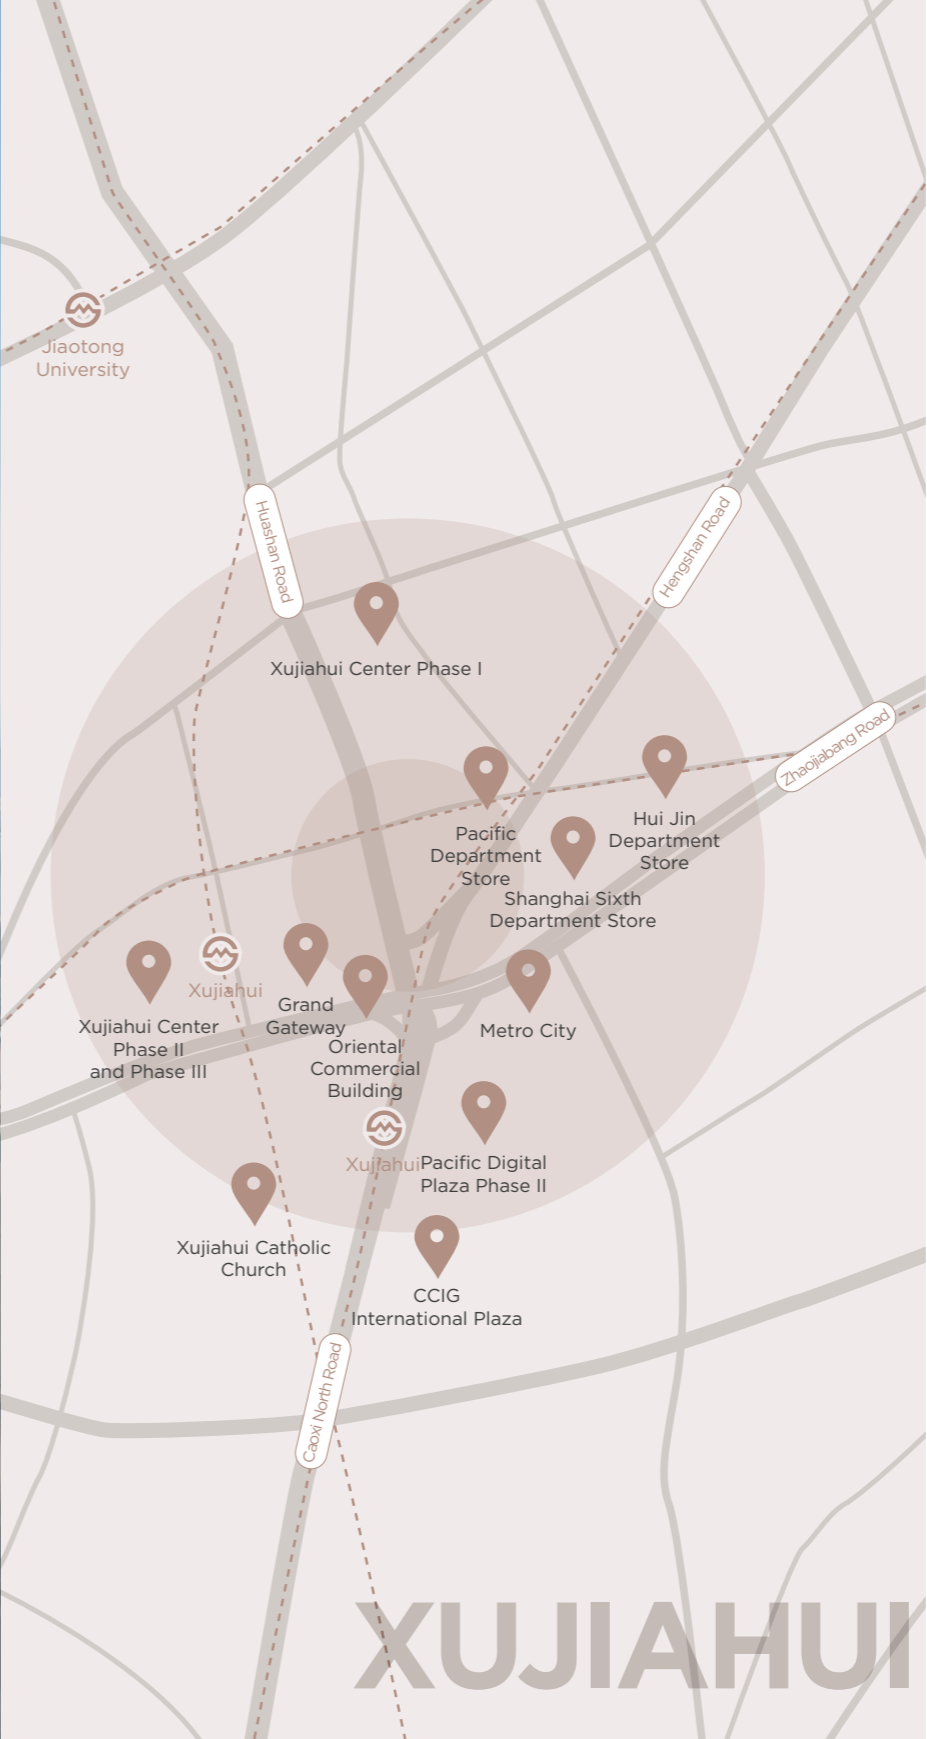 Jiaotong
University
Huashan Road
Hengshan Road
Xujiahui Center Phase I
Zhaojiabang Road
Pacific
Department
Store
Hui Jin
Department
Store
Shanghai Sixth
Department Store
Xujiahui
Grand
Gateway
Xujiahui Center
Phase II
and Phase III
Oriental
Commercial
Building
Metro City
Xujiahui
Pacific Digital
Plaza Phase II
Xujiahui Catholic
Church
CCIG
International Plaza
Caoxi North Road
XUJIAHUI